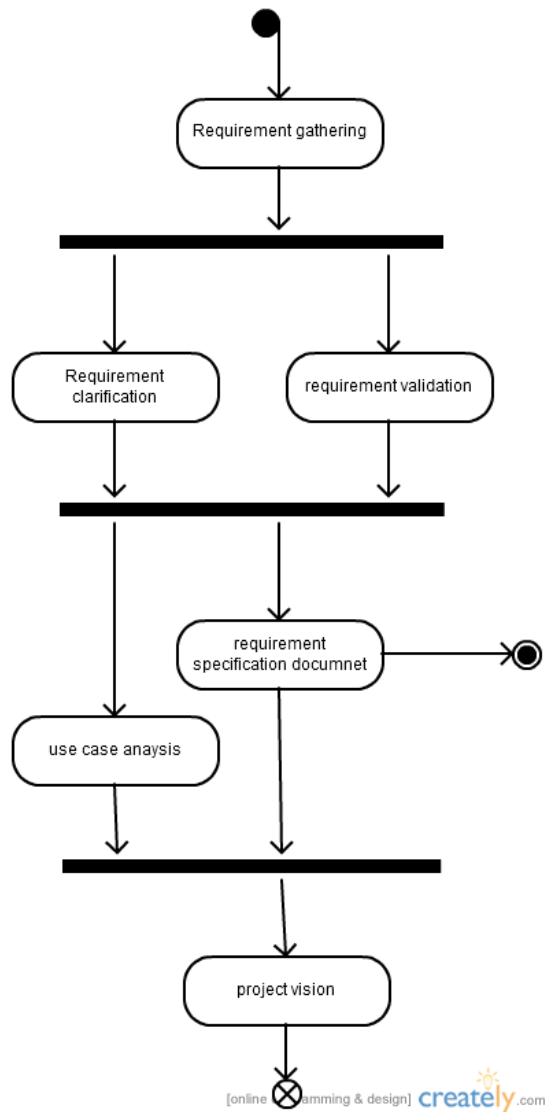 Requirement gathering
Requirement
clarification
requirement validation
requirement
specification documnet
use case anaysis
project vision
[online amming & design] creately.com